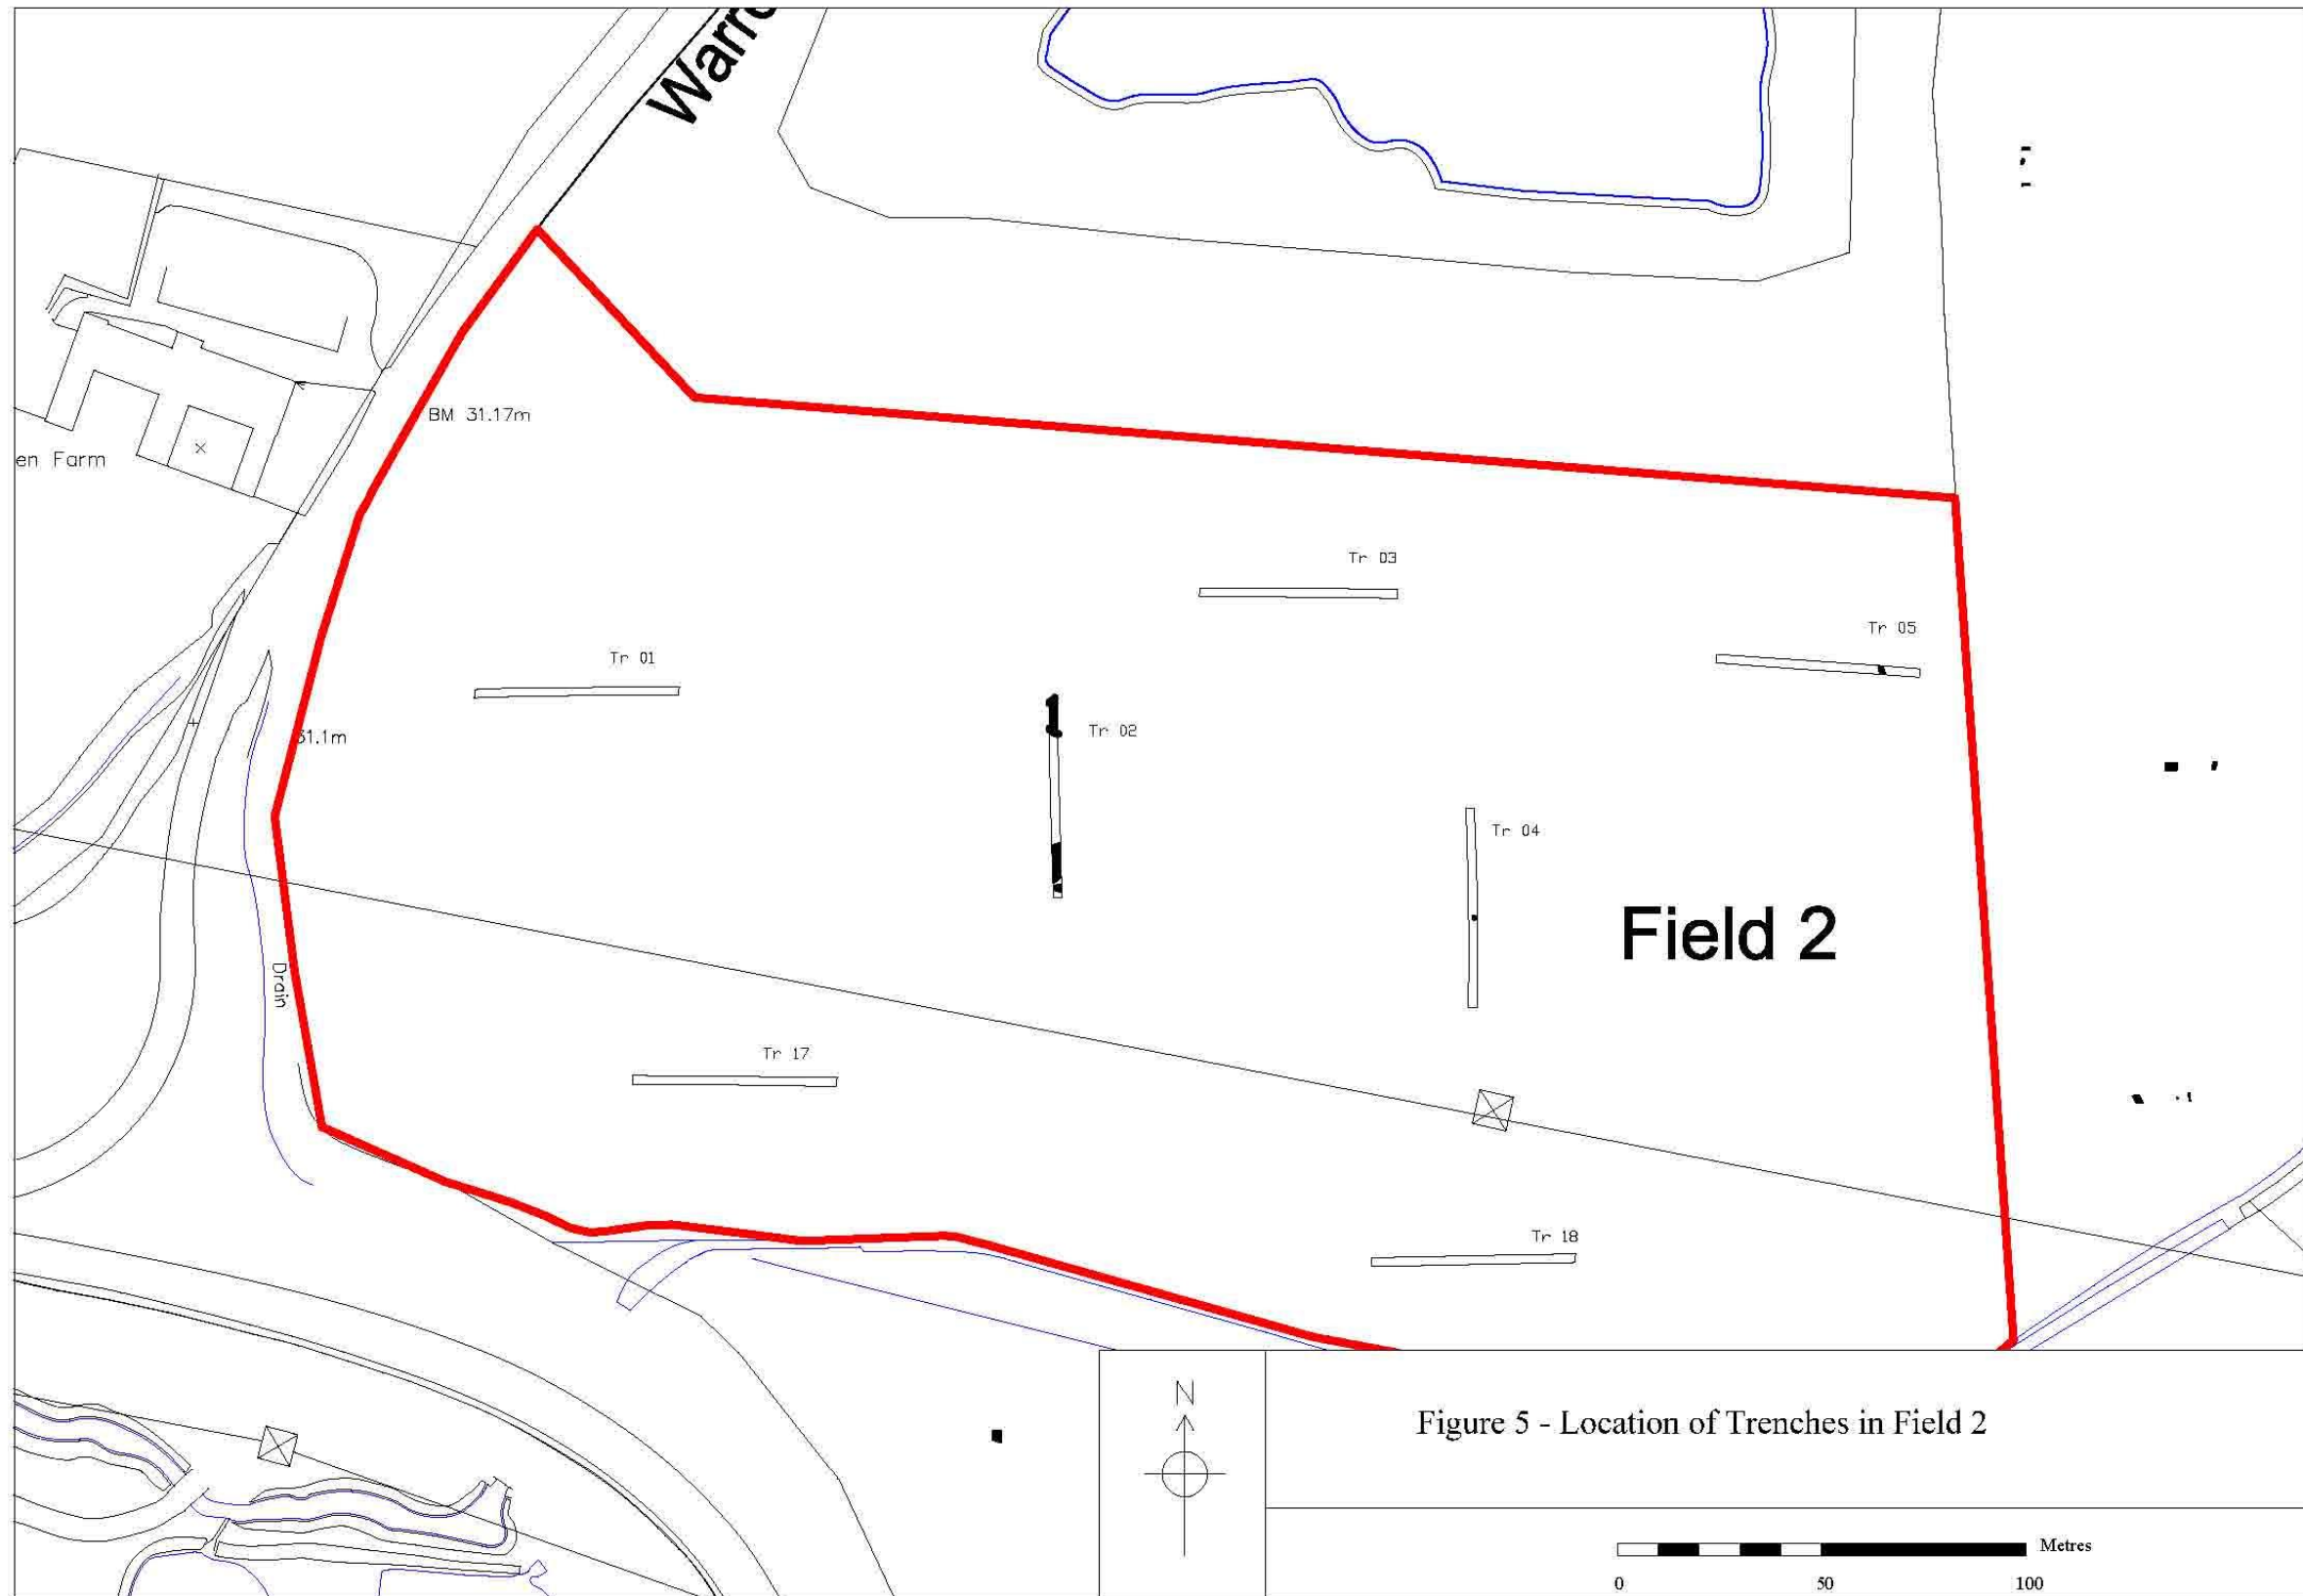 BM 31.17m
en Farm
Tr 03
Tr 05
Tr 01
Tr 02
31.1m
Tr 04
Field 2
Drain
Tr 17
Tr 18
N
Figure 5 - Location of Trenches in Field 2
Metres
0 50 100